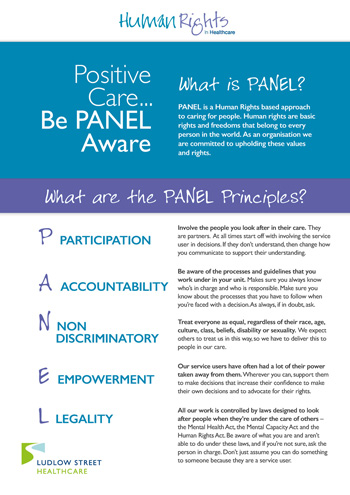 Human Rights
in Healthcare
Positive
Care...
Be PANEL
Aware
What is PANEL?
PANEL is a Human Rights based approach
to caring for people. Human rights are basic
rights and freedoms that belong to every
person in the world. As an organisation we
are committed to upholding these values
and rights.
What are the PANEL Principles?
P PARTICIPATION
Involve the people you look after in their care. They
are partners. At all times start off with involving the service
user in decisions. If they don't understand, then change how
you communicate to support their understanding.
A ACCOUNTABILITY
Be aware of the processes and guidelines that you
work under in your unit. Makes sure you always know
who's in charge and who is responsible. Make sure you
know about the processes that you have to follow when
you're faced with a decision. As always, if in doubt, ask.
N NON
DISCRIMINATORY
Treat everyone as equal, regardless of their race, age,
culture, class, beliefs, disability or sexuality. We expect
others to treat us in this way, so we have to deliver this to
people in our care.
E EMPOWERMENT
Our service users have often had a lot of their power
taken away from them. Wherever you can, support them
to make decisions that increase their confidence to make
their own decisions and to advocate for their rights.
L LEGALITY
All our work is controlled by laws designed to look
after people when they're under the care of others –
the Mental Health Act, the Mental Capacity Act and the
Human Rights Act. Be aware of what you are and aren't
able to do under these laws, and if you're not sure, ask the
person in charge. Don't just assume you can do something
to someone because they are a service user.
LUDLOW STREET
HEALTHCARE